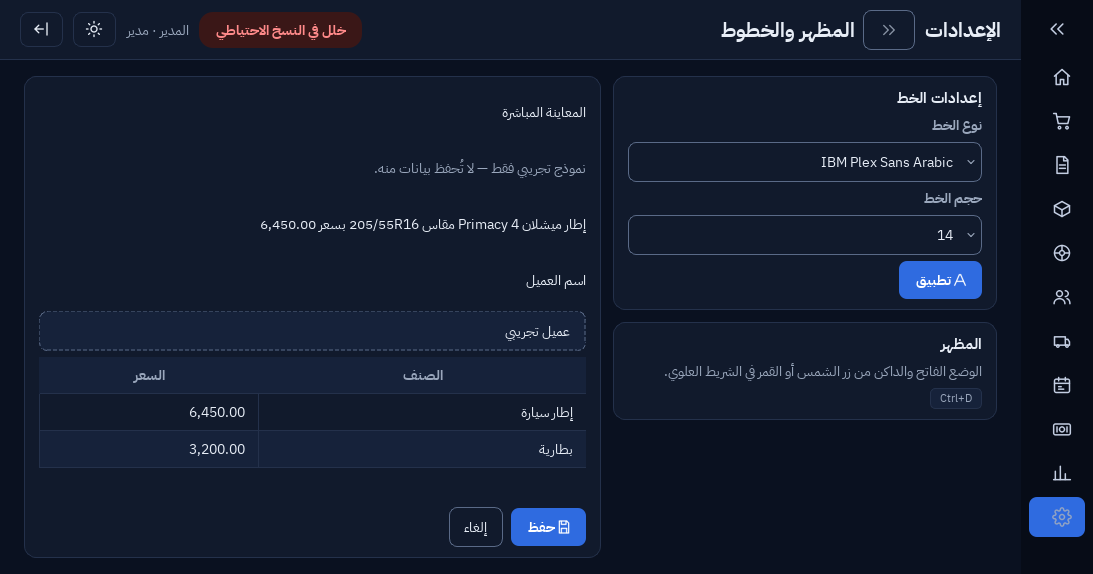 الإعدادات
المظهر والخطوط
خلل في النسخ الاحتياطي
المدير · مدير
إعدادات الخط
نوع الخط
IBM Plex Sans Arabic
حجم الخط
14
تطبيق
المظهر
الوضع الفاتح والداكن من زر الشمس أو القمر في الشريط العلوي.
Ctrl+D
المعاينة المباشرة
نموذج تجريبي فقط — لا تُحفظ بيانات منه.
إطار ميشلان Primacy 4 مقاس 205/55R16 بسعر 6,450.00
اسم العميل
عميل تجريبي
الصنف السعر
إطار سيارة 6,450.00
بطارية 3,200.00
حفظ
إلغاء